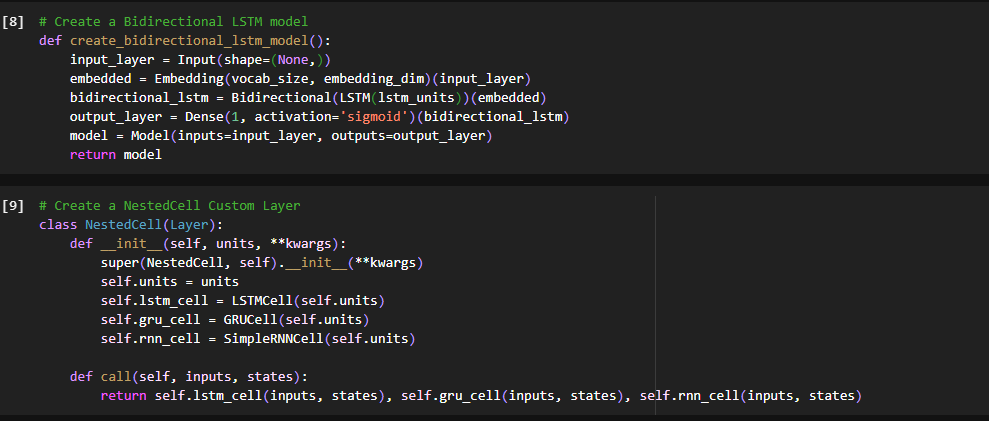 [8] # Create a Bidirectional LSTM model
def create_bidirectional_lstm_model():
    input_layer = Input(shape=(None,))
    embedded = Embedding(vocab_size, embedding_dim)(input_layer)
    bidirectional_lstm = Bidirectional(LSTM(lstm_units))(embedded)
    output_layer = Dense(1, activation='sigmoid')(bidirectional_lstm)
    model = Model(inputs=input_layer, outputs=output_layer)
    return model
[9] # Create a NestedCell Custom Layer
class NestedCell(Layer):
    def __init__(self, units, **kwargs):
        super(NestedCell, self).__init__(**kwargs)
        self.units = units
        self.lstm_cell = LSTMCell(self.units)
        self.gru_cell = GRUCell(self.units)
        self.rnn_cell = SimpleRNNCell(self.units)
    def call(self, inputs, states):
        return self.lstm_cell(inputs, states), self.gru_cell(inputs, states), self.rnn_cell(inputs, states)